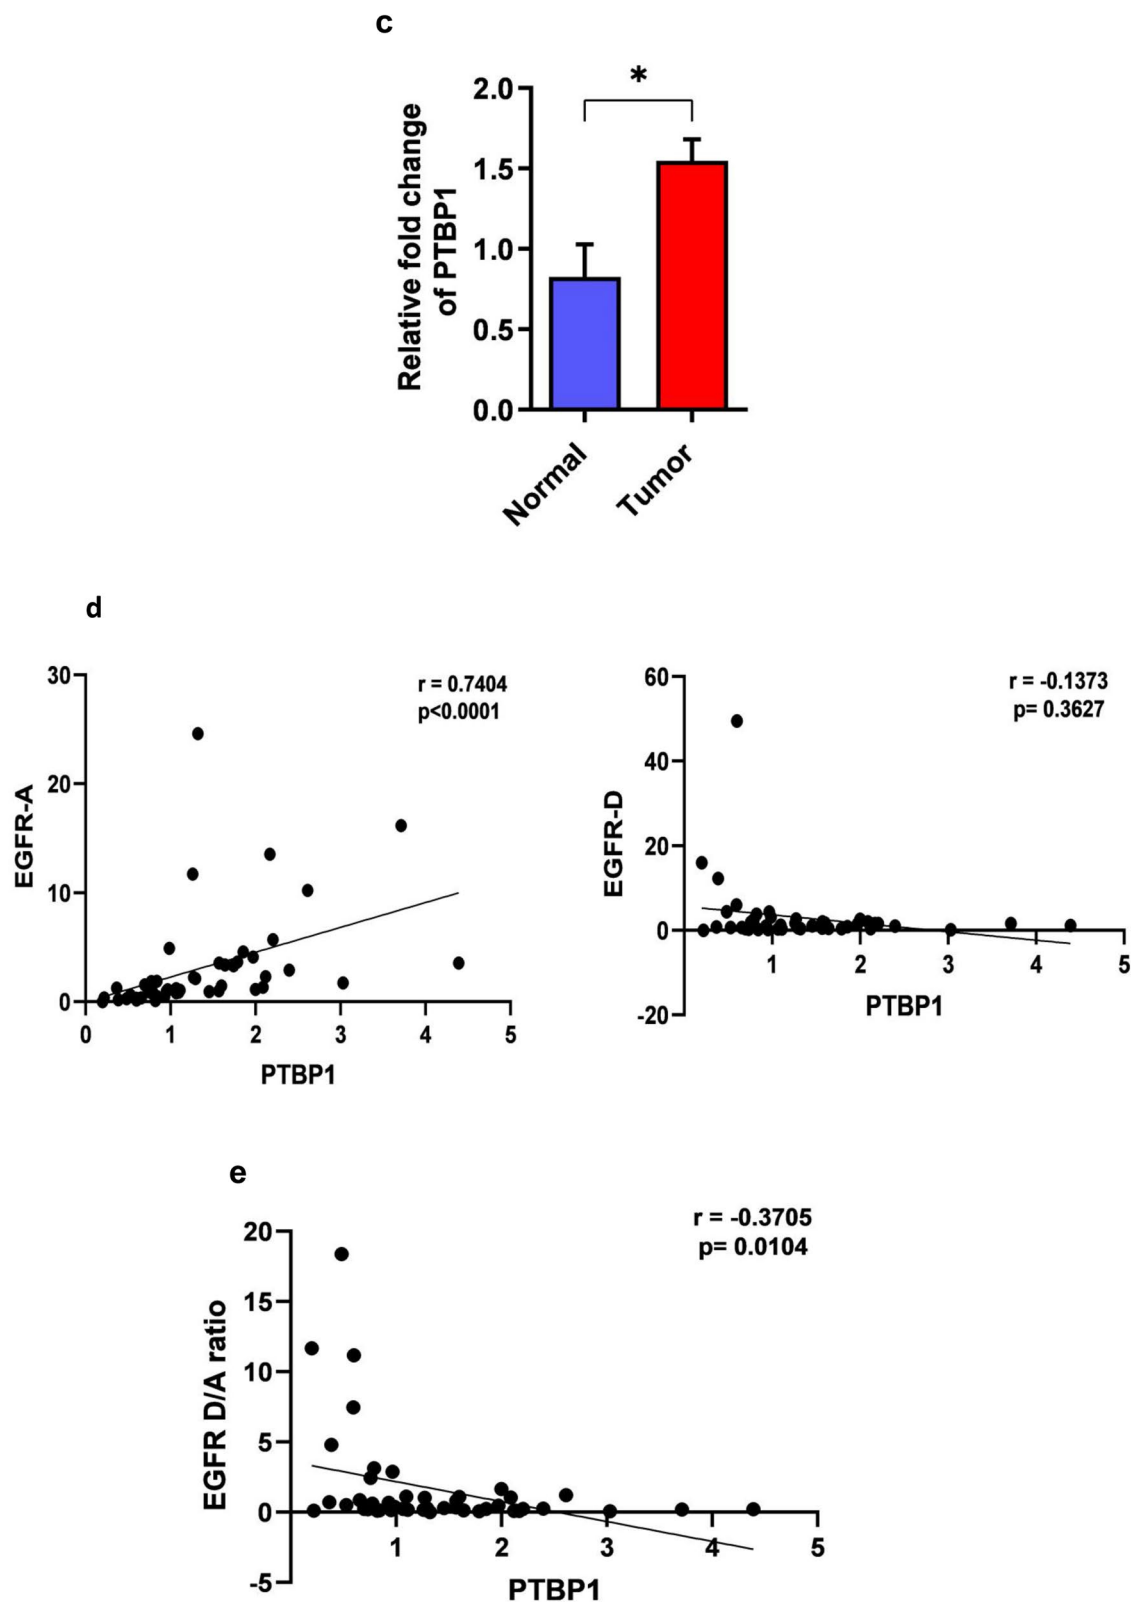 c
*
2.0
1.5
1.0
0.5
0.0
Relative fold change
of PTBP1
Normal
Tumor
d
30
20
10
0
EGFR-A
r = 0.7404
p<0.0001
0 1 2 3 4 5
PTBP1
60
40
20
0
-20
EGFR-D
r = -0.1373
p= 0.3627
1 2 3 4 5
PTBP1
e
20
15
10
5
0
-5
EGFR D/A ratio
r = -0.3705
p= 0.0104
1 2 3 4 5
PTBP1